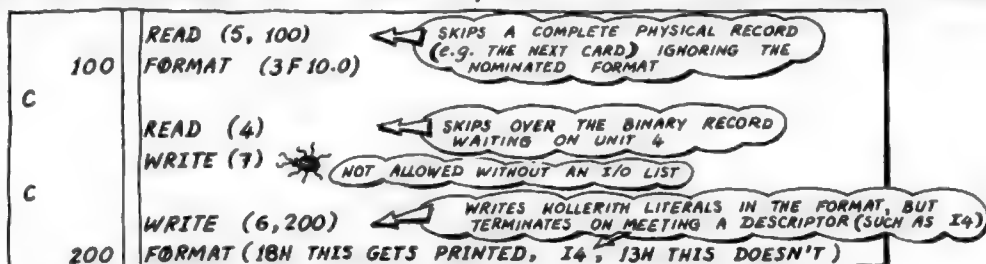 READ (5, 100)
SKIPS A COMPLETE PHYSICAL RECORD
(e.g. THE NEXT CARD) IGNORING THE
NOMINATED FORMAT
100 FØRMAT (3F10.0)
C
READ (4)
SKIPS OVER THE BINARY RECORD
WAITING ON UNIT 4
WRITE (7)
NOT ALLOWED WITHOUT AN I/O LIST
C
WRITE (6,200)
WRITES HOLLERITH LITERALS IN THE FORMAT, BUT
TERMINATES ON MEETING A DESCRIPTOR (SUCH AS I4)
200 FØRMAT (18H THIS GETS PRINTED, I4, 13H THIS DOESN'T)